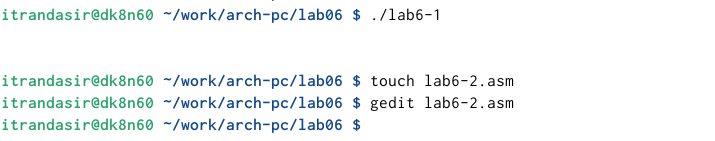 itrandasir@dk8n60 ~/work/arch-pc/lab06 $ ./lab6-1
itrandasir@dk8n60 ~/work/arch-pc/lab06 $ touch lab6-2.asm
itrandasir@dk8n60 ~/work/arch-pc/lab06 $ gedit lab6-2.asm
itrandasir@dk8n60 ~/work/arch-pc/lab06 $